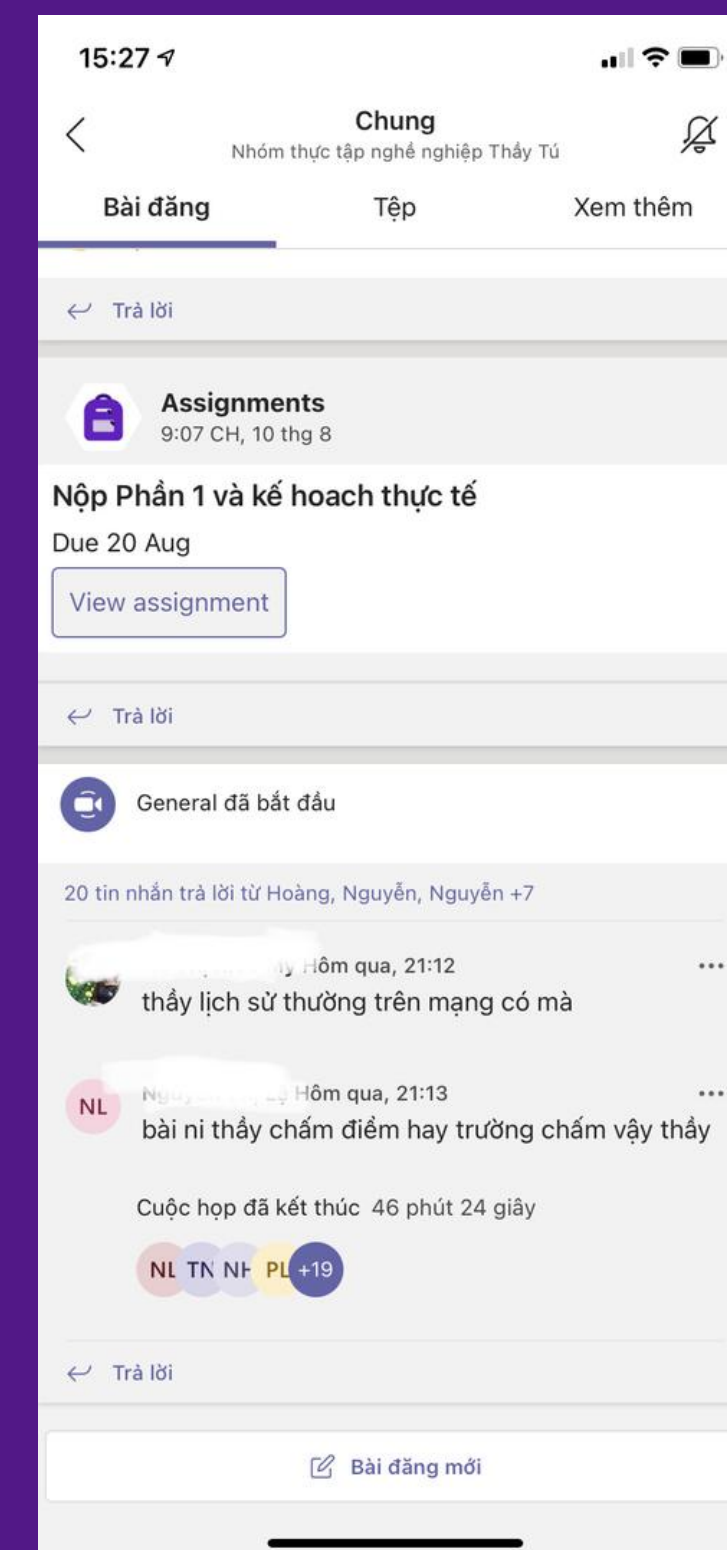 15:27
Chung
Nhóm thực tập nghề nghiệp Thầy Tú
Bài đăng Tệp Xem thêm
Trả lời
Assignments
9:07 CH, 10 thg 8
Nộp Phần 1 và kế hoach thực tế
Due 20 Aug
View assignment
Trả lời
General đã bắt đầu
20 tin nhắn trả lời từ Hoàng, Nguyễn, Nguyễn +7
Hôm qua, 21:12
thầy lịch sử thường trên mạng có mà
NL
Hôm qua, 21:13
bài ni thầy chấm điểm hay trường chấm vậy thầy
Cuộc họp đã kết thúc 46 phút 24 giây
NL TN NH PL +19
Trả lời
Bài đăng mới